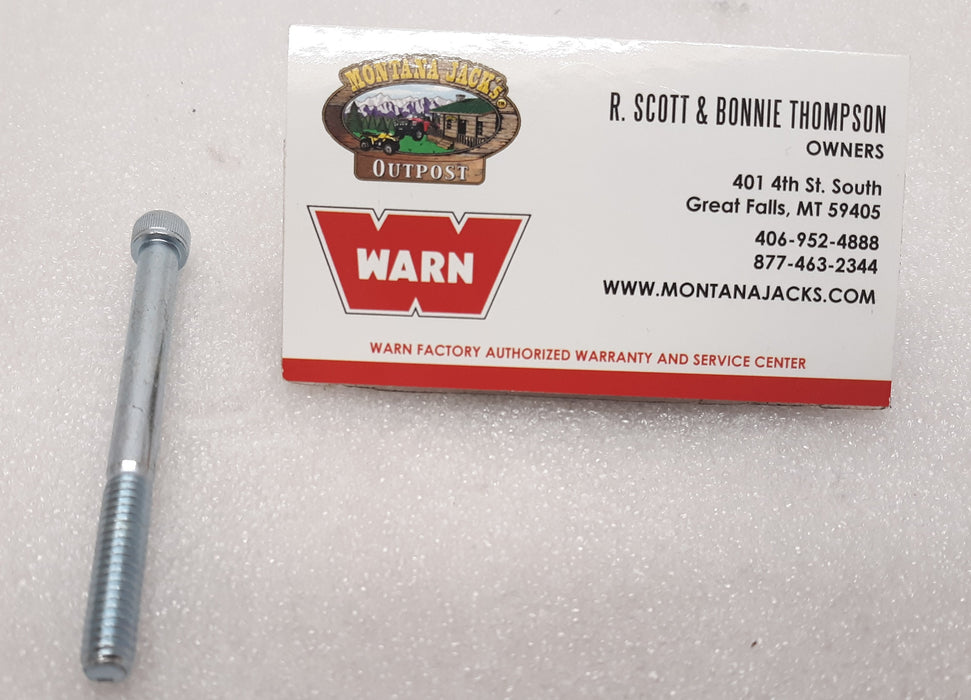 MONTANA JACK'S
OUTPOST
WARN
R. SCOTT & BONNIE THOMPSON
OWNERS
401 4th St. South
Great Falls, MT 59405
406-952-4888
877-463-2344
WWW.MONTANAJACKS.COM
WARN FACTORY AUTHORIZED WARRANTY AND SERVICE CENTER